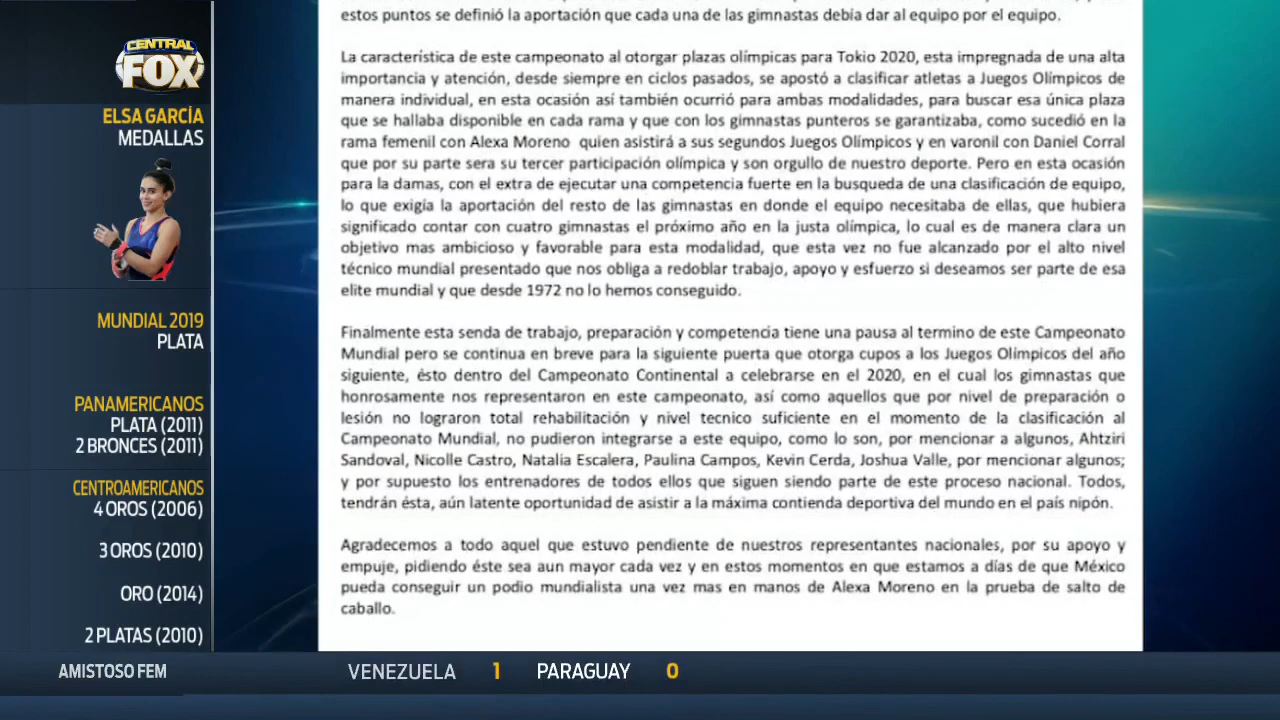 CENTRAL
FOX
ELSA GARCÍA
MEDALLAS
MUNDIAL 2019
PLATA
PANAMERICANOS
PLATA (2011)
2 BRONCES (2011)
CENTROAMERICANOS
4 OROS (2006)
3 OROS (2010)
ORO (2014)
2 PLATAS (2010)
estos puntos se definió la aportación que cada una de las gimnastas debía dar al equipo por el equipo.
La característica de este campeonato al otorgar plazas olímpicas para Tokio 2020, esta impregnada de una alta
importancia y atención, desde siempre en ciclos pasados, se apostó a clasificar atletas a Juegos Olímpicos de
manera individual, en esta ocasión así también ocurrió para ambas modalidades, para buscar esa única plaza
que se hallaba disponible en cada rama y que con los gimnastas punteros se garantizaba, como sucedió en la
rama femenil con Alexa Moreno quien asistirá a sus segundos Juegos Olímpicos y en varonil con Daniel Corral
que por su parte sera su tercer participación olímpica y son orgullo de nuestro deporte. Pero en esta ocasión
para la damas, con el extra de ejecutar una competencia fuerte en la busqueda de una clasificación de equipo,
lo que exigía la aportación del resto de las gimnastas en donde el equipo necesitaba de ellas, que hubiera
significado contar con cuatro gimnastas el próximo año en la justa olímpica, lo cual es de manera clara un
objetivo mas ambicioso y favorable para esta modalidad, que esta vez no fue alcanzado por el alto nivel
técnico mundial presentado que nos obliga a redoblar trabajo, apoyo y esfuerzo si deseamos ser parte de esa
elite mundial y que desde 1972 no lo hemos conseguido.
Finalmente esta senda de trabajo, preparación y competencia tiene una pausa al termino de este Campeonato
Mundial pero se continua en breve para la siguiente puerta que otorga cupos a los Juegos Olímpicos del año
siguiente, ésto dentro del Campeonato Continental a celebrarse en el 2020, en el cual los gimnastas que
honrosamente nos representaron en este campeonato, así como aquellos que por nivel de preparación o
lesión no lograron total rehabilitación y nivel tecnico suficiente en el momento de la clasificación al
Campeonato Mundial, no pudieron integrarse a este equipo, como lo son, por mencionar a algunos, Ahtziri
Sandoval, Nicolle Castro, Natalia Escalera, Paulina Campos, Kevin Cerda, Joshua Valle, por mencionar algunos;
y por supuesto los entrenadores de todos ellos que siguen siendo parte de este proceso nacional. Todos,
tendrán ésta, aún latente oportunidad de asistir a la máxima contienda deportiva del mundo en el país nipón.
Agradecemos a todo aquel que estuvo pendiente de nuestros representantes nacionales, por su apoyo y
empuje, pidiendo éste sea aun mayor cada vez y en estos momentos en que estamos a días de que México
pueda conseguir un podio mundialista una vez mas en manos de Alexa Moreno en la prueba de salto de
caballo.
AMISTOSO FEM VENEZUELA 1 PARAGUAY 0